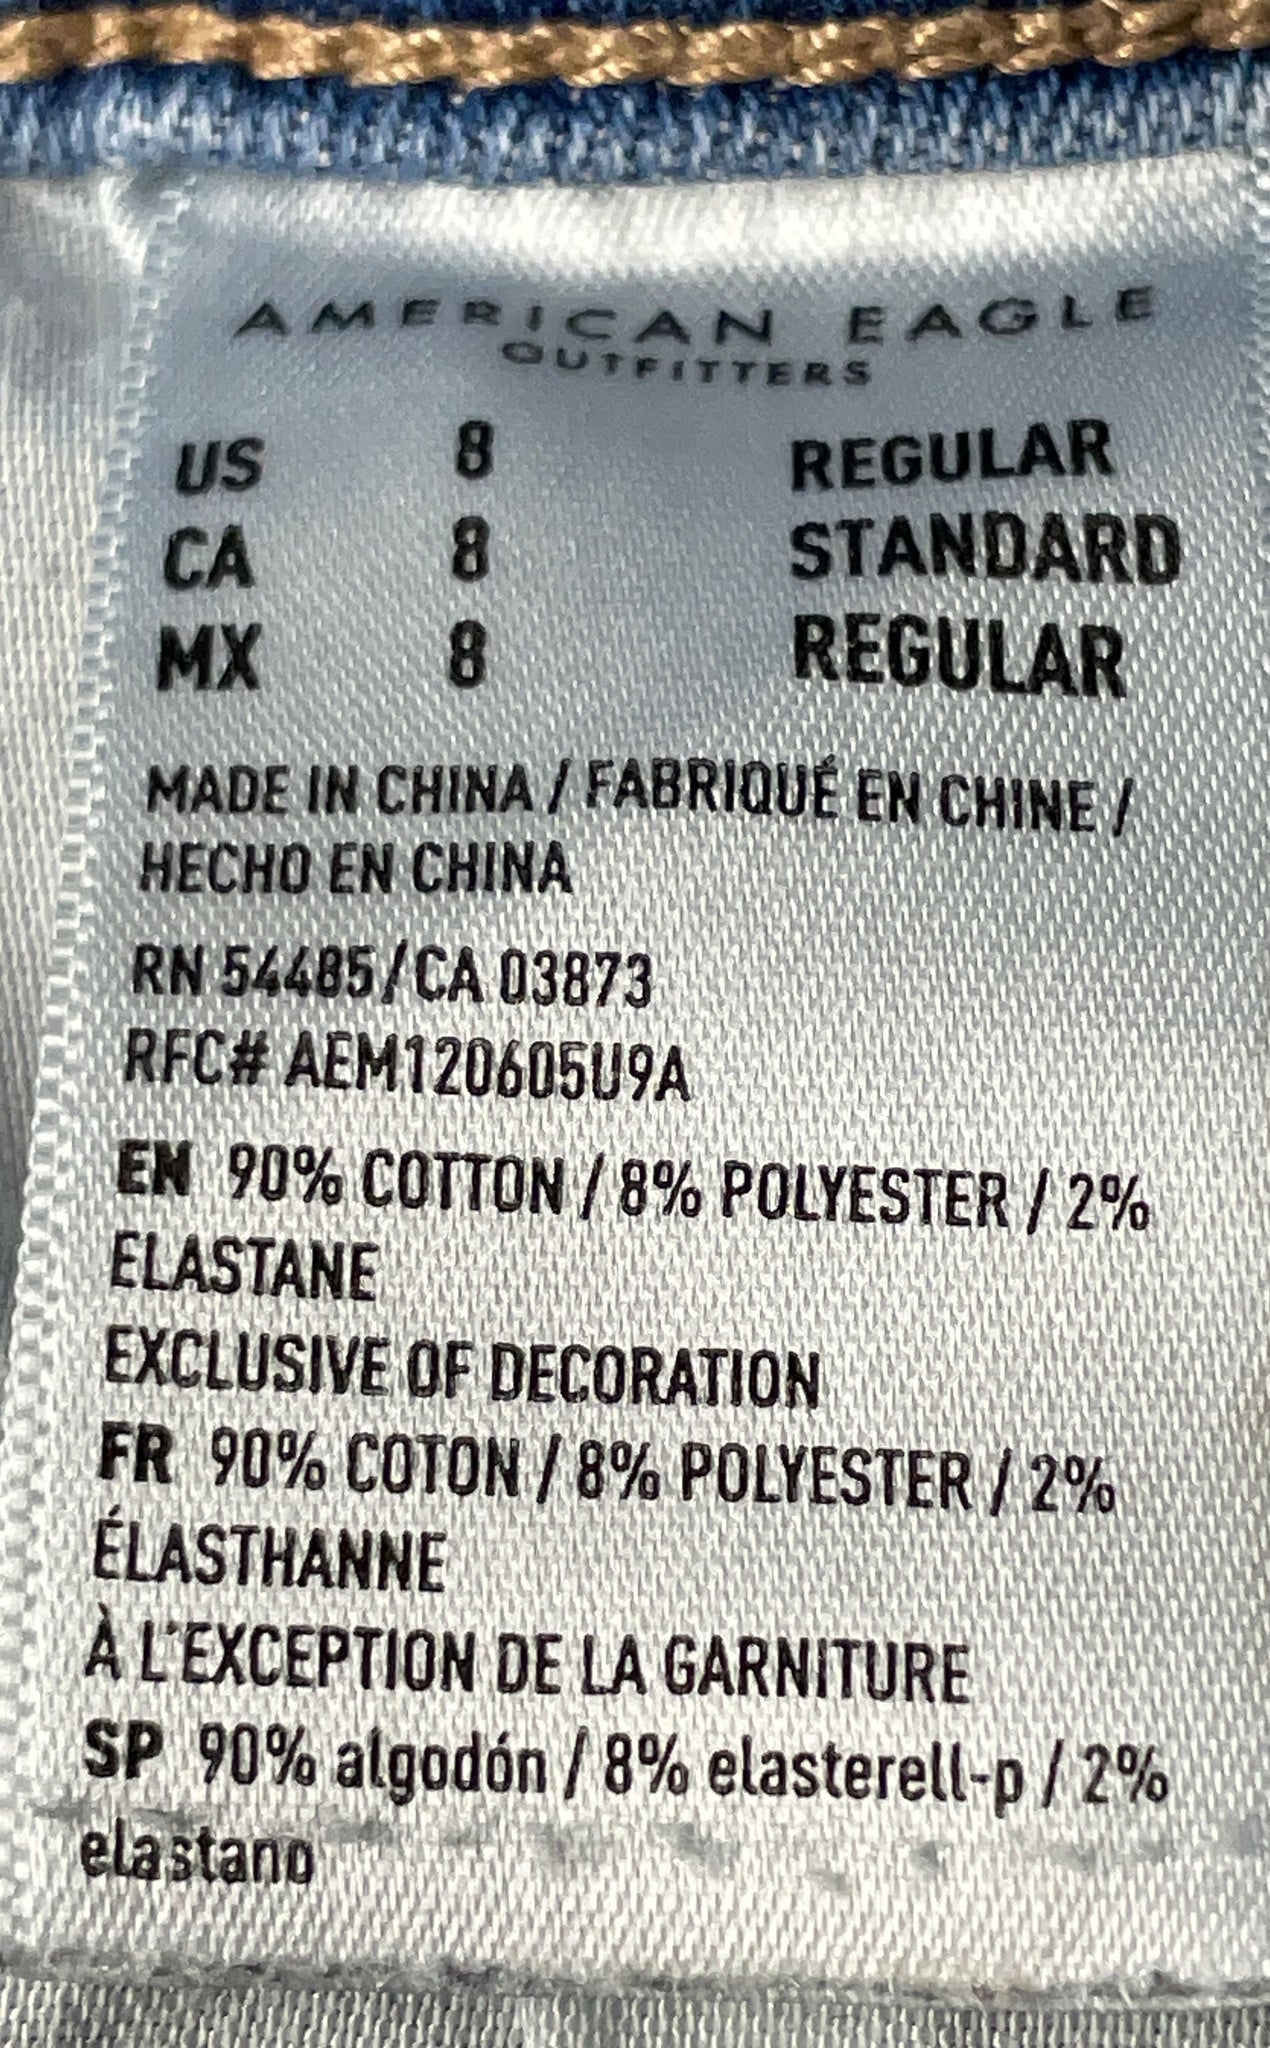 AMERICAN EAGLE
OUTFITTERS
US 8 REGULAR
CA 8 STANDARD
MX 8 REGULAR
MADE IN CHINA / FABRIQUÉ EN CHINE /
HECHO EN CHINA
RN 54485/CA 03873
RFC# AEM120605U9A
EN 90% COTTON / 8% POLYESTER / 2%
ELASTANE
EXCLUSIVE OF DECORATION
FR 90% COTON / 8% POLYESTER / 2%
ÉLASTHANNE
À L'EXCEPTION DE LA GARNITURE
SP 90% algodón / 8% elasterell-p / 2%
elastano